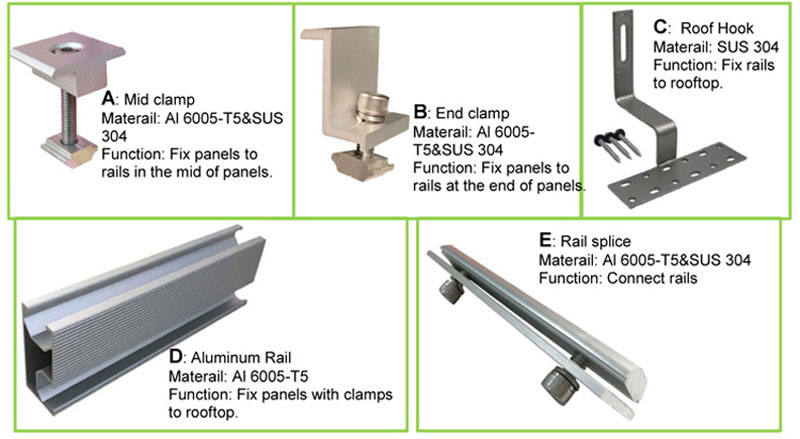 A: Mid clamp
Materail: Al 6005-T5&SUS
304
Function: Fix panels to
rails in the mid of panels.
B: End clamp
Materail: Al 6005-
T5&SUS 304
Function: Fix panels to
rails at the end of panels.
C: Roof Hook
Materail: SUS 304
Function: Fix rails
to rooftop.
D: Aluminum Rail
Materail: Al 6005-T5
Function: Fix panels with clamps
to rooftop.
E: Rail splice
Materail: Al 6005-T5&SUS 304
Function: Connect rails